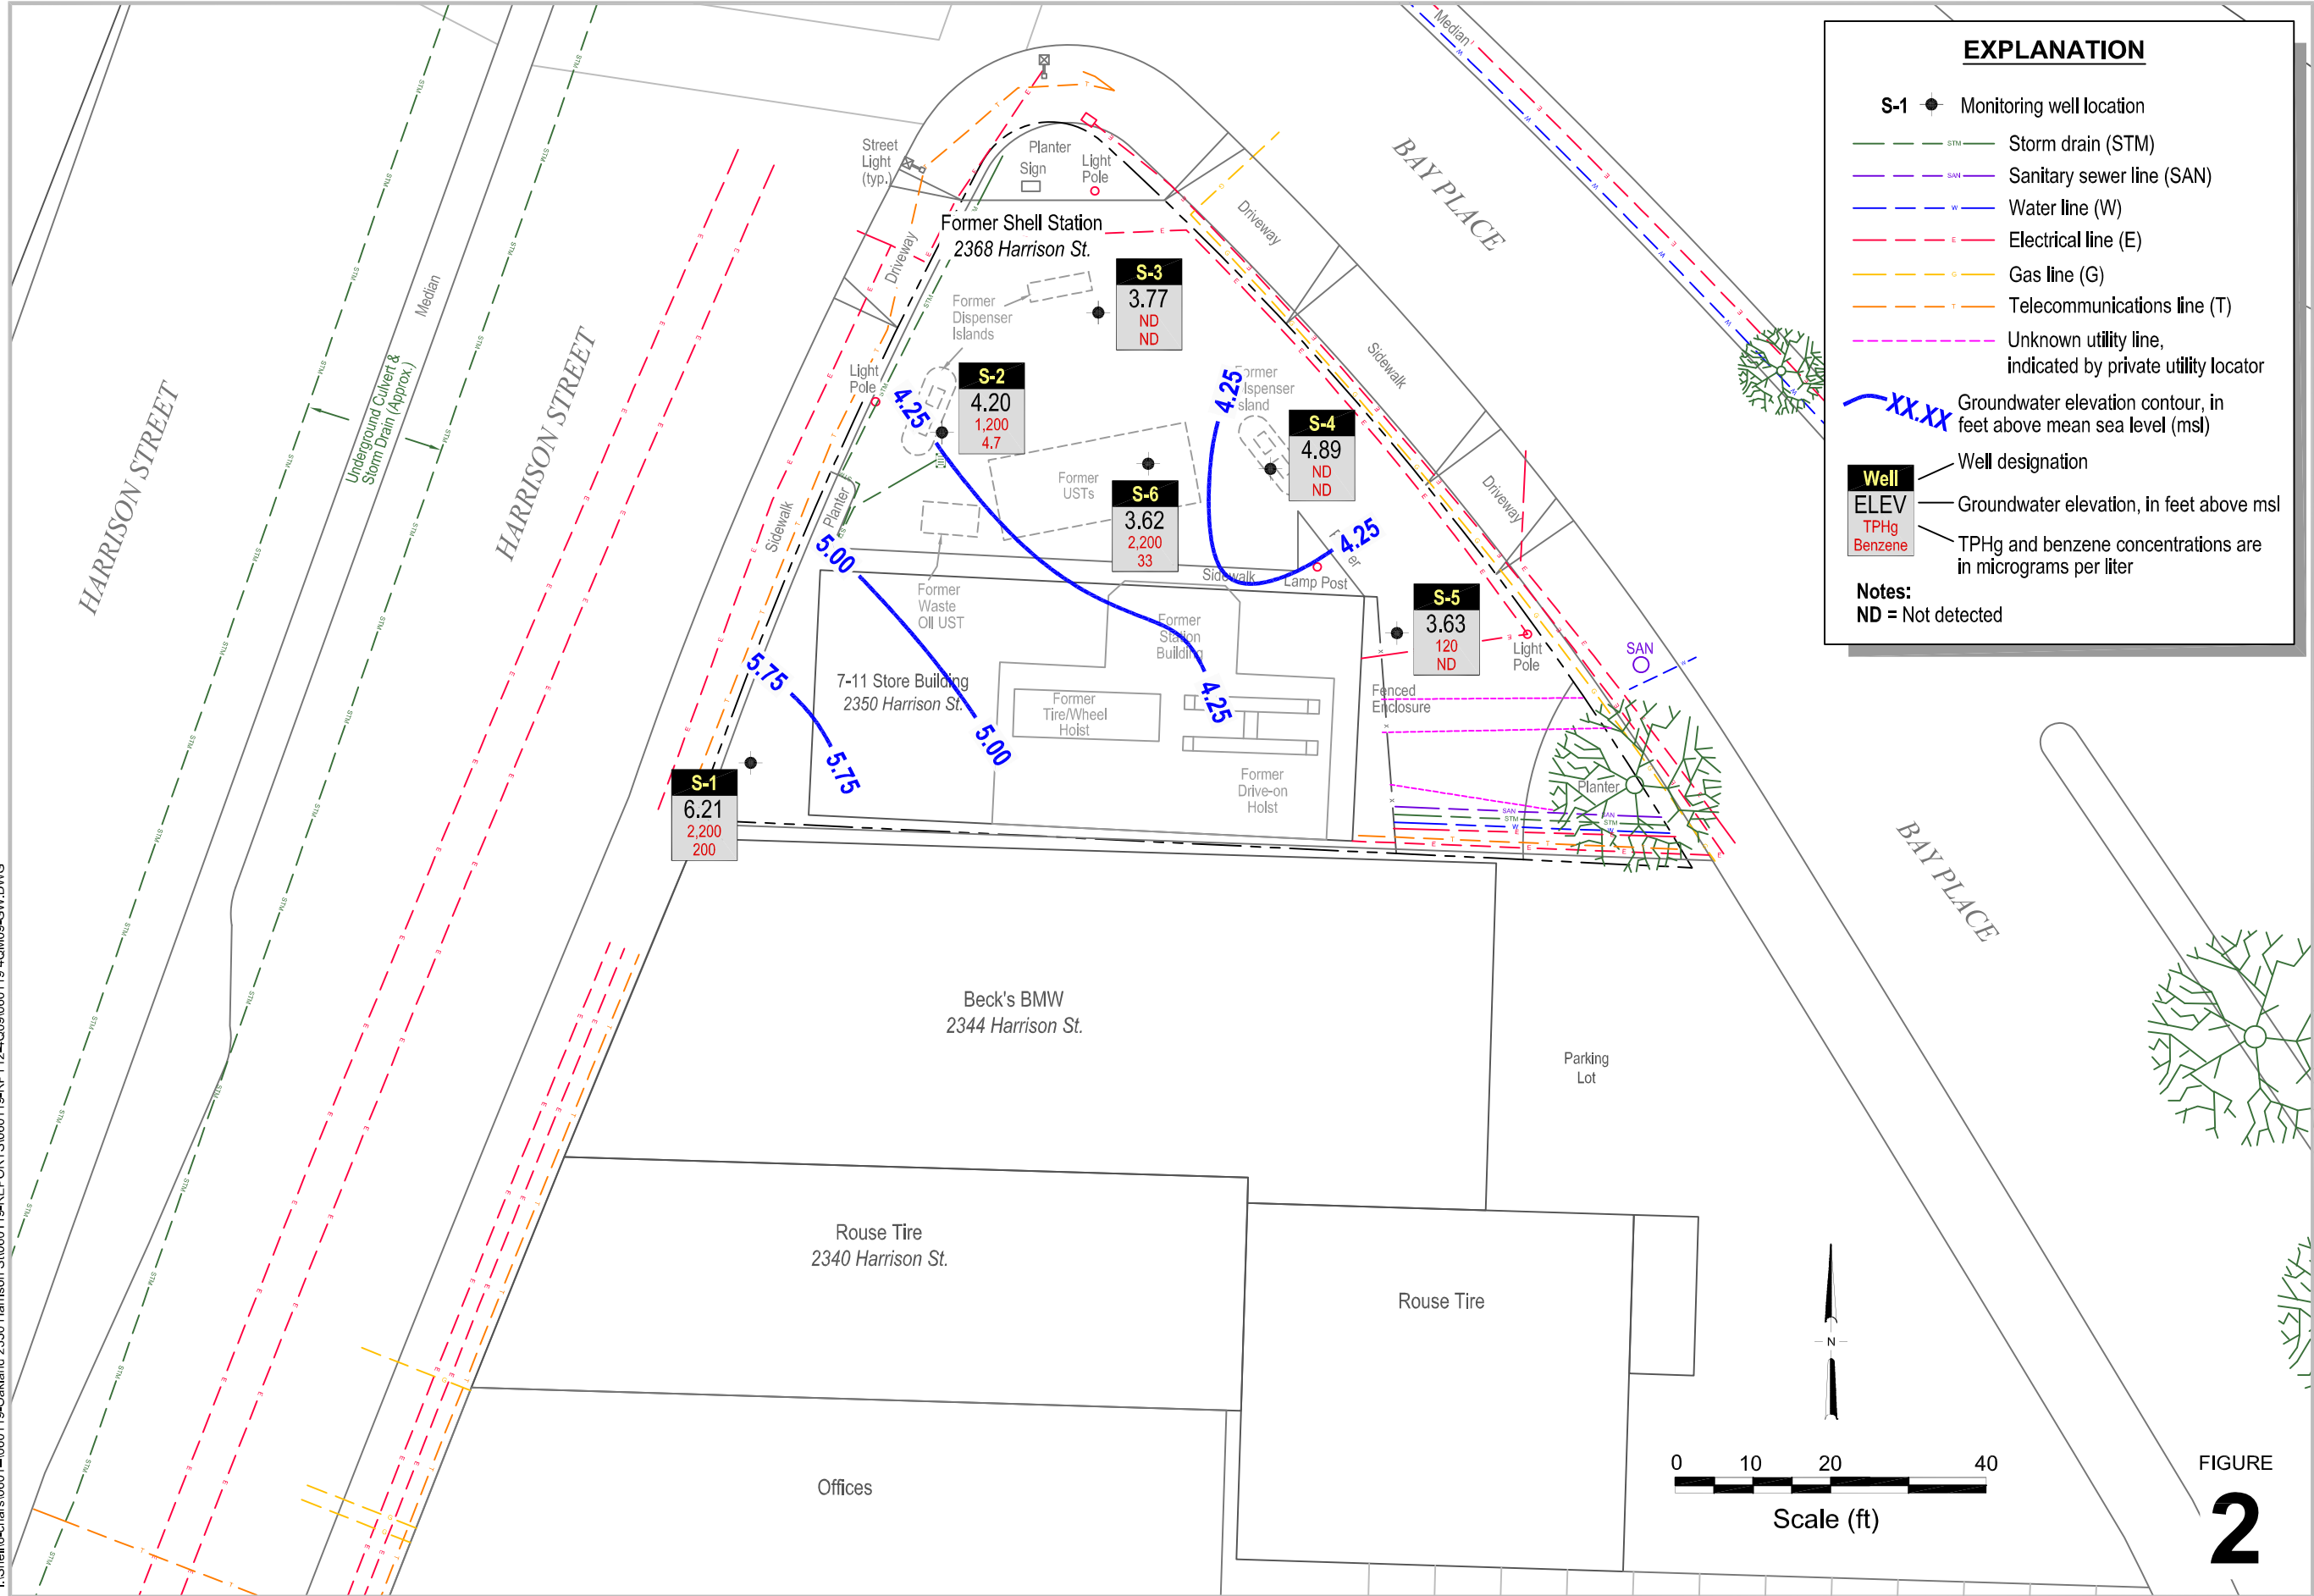 EXPLANATION
S-1 Monitoring well location
STM Storm drain (STM)
SAN Sanitary sewer line (SAN)
W Water line (W)
E Electrical line (E)
G Gas line (G)
T Telecommunications line (T)
Unknown utility line,
indicated by private utility locator
XX.XX
Groundwater elevation contour, in
feet above mean sea level (msl)
Well
ELEV
TPHg
Benzene
Well designation
Groundwater elevation, in feet above msl
TPHg and benzene concentrations are
in micrograms per liter
Notes:
ND = Not detected
HARRISON STREET
HARRISON STREET
Median
Underground Culvert &
Storm Drain (Approx.)
Median
BAY PLACE
BAY PLACE
Street
Light
(typ.)
Planter
Sign
Light
Pole
Former Shell Station
2368 Harrison St.
Driveway
Driveway
Sidewalk
Driveway
Former
Dispenser
Islands
S-3
3.77
ND
ND
Light
Pole
S-2
4.20
1,200
4.7
4.25
4.25
S-4
4.89
ND
ND
Former
USTs
S-6
3.62
2,200
33
Sidewalk
Planter
5.00
4.25
Sidewalk
Lamp Post
Former
Waste
Oil UST
Former
Station
Building
S-5
3.63
120
ND
Light
Pole
SAN
Fenced
Enclosure
5.75
7-11 Store Building
2350 Harrison St.
Former
Tire/Wheel
Hoist
4.25
5.00
5.75
Former
Drive-on
Hoist
Planter
S-1
6.21
2,200
200
SAN
STM
W
E
T
Beck's BMW
2344 Harrison St.
Parking
Lot
Rouse Tire
2340 Harrison St.
Rouse Tire
Offices
N
0 10 20 40
Scale (ft)
FIGURE
2